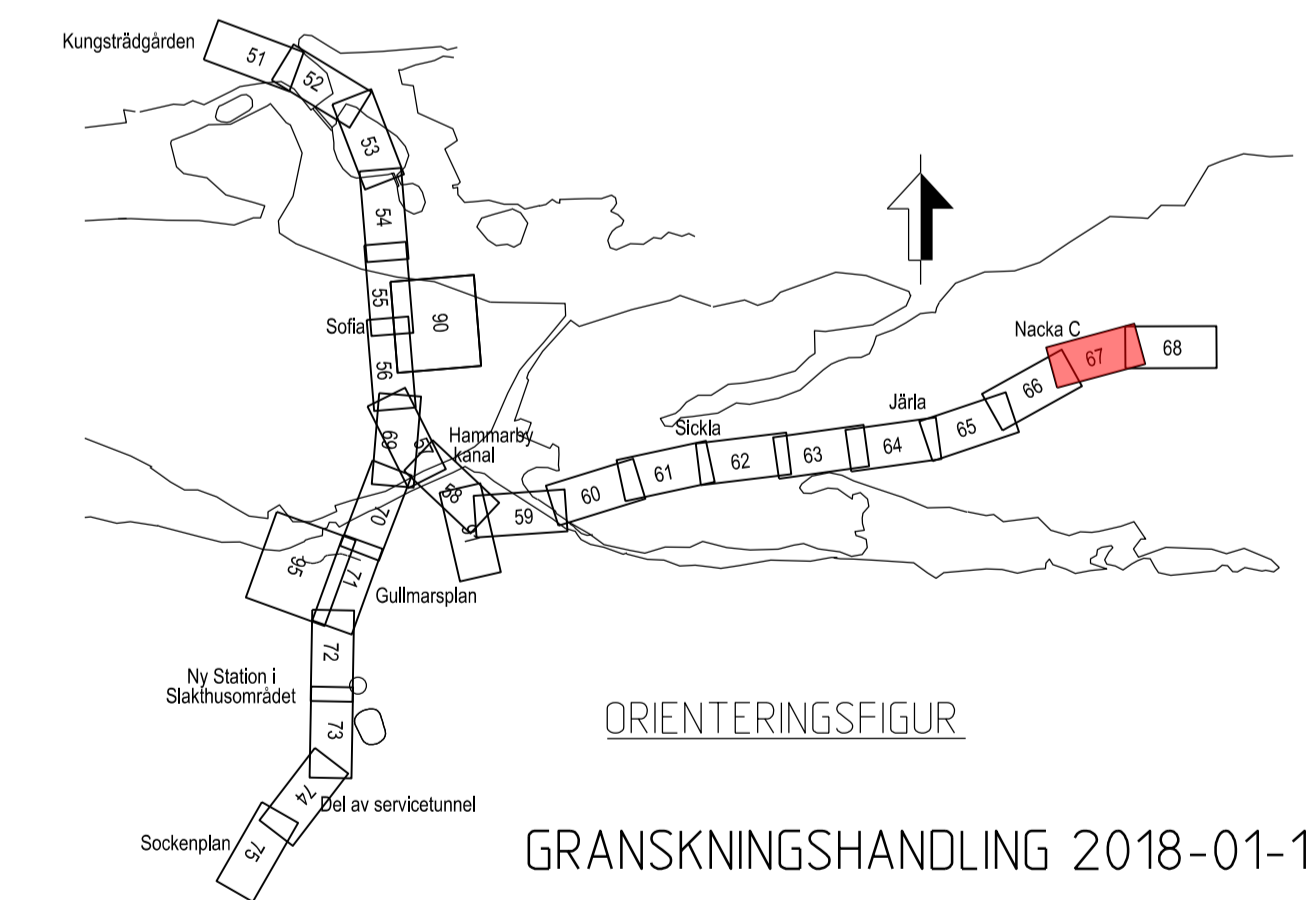 Kungsträdgården
51
52
53
54
55
90
Sofia
56
Nacka C
67
68
66
Järla
65
64
63
Sickla
62
61
60
59
Hammarby
kanal
69
57
58
70
95
71
Gullmarsplan
72
Ny Station i
Slakthusområdet
73
74
Del av servicetunnel
Sockenplan
75
ORIENTERINGSFIGUR
GRANSKNINGSHANDLING 2018-01-1